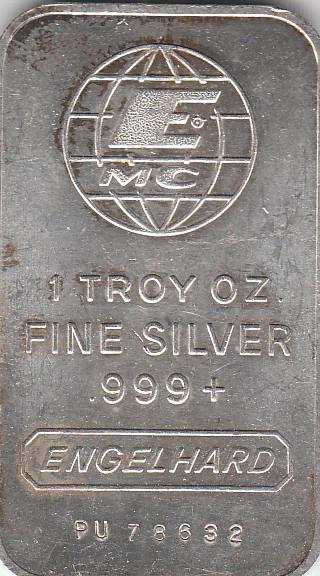 E
MC
1 TROY OZ.
FINE SILVER
.999+
ENGELHARD
PU 78632